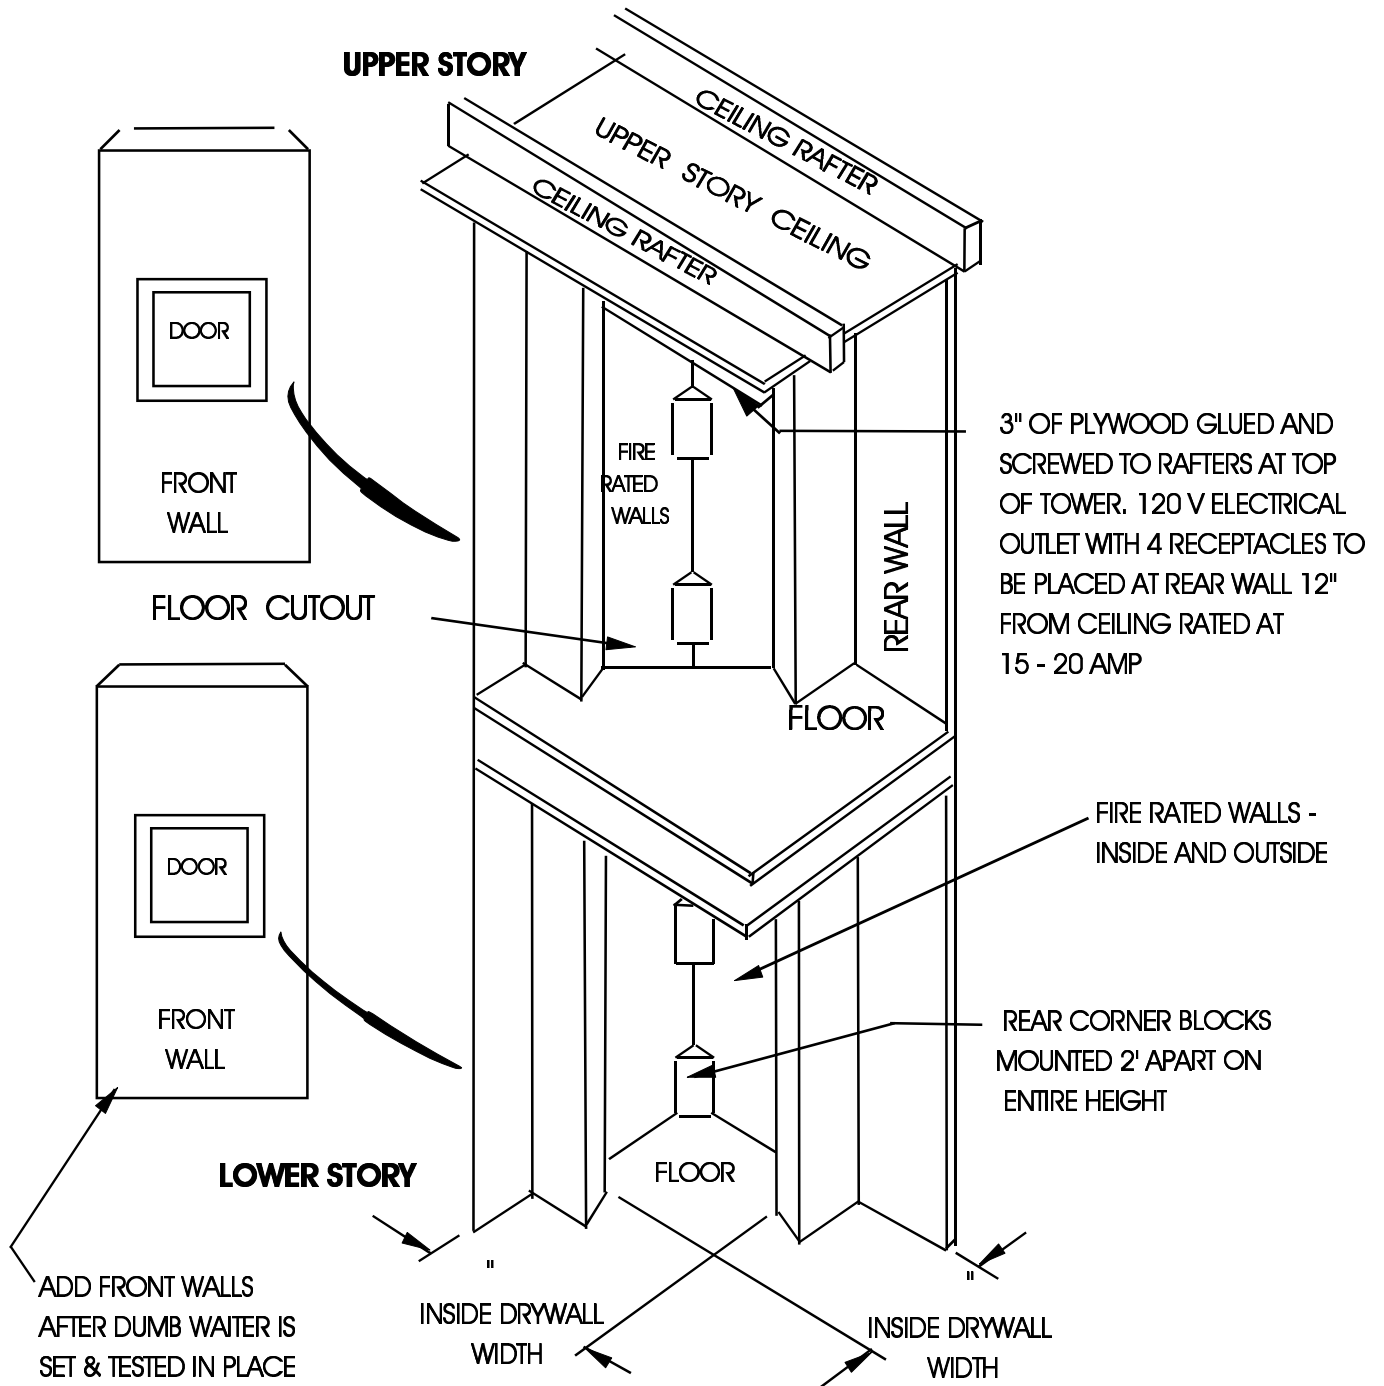 UPPER STORY
CEILING RAFTER
UPPER STORY CEILING
CEILING RAFTER
DOOR
FRONT
WALL
FIRE
RATED
WALLS
REAR WALL
3" OF PLYWOOD GLUED AND
SCREWED TO RAFTERS AT TOP
OF TOWER. 120 V ELECTRICAL
OUTLET WITH 4 RECEPTACLES TO
BE PLACED AT REAR WALL 12"
FROM CEILING RATED AT
15 - 20 AMP
FLOOR CUTOUT
FLOOR
DOOR
FRONT
WALL
FIRE RATED WALLS -
INSIDE AND OUTSIDE
REAR CORNER BLOCKS
MOUNTED 2' APART ON
ENTIRE HEIGHT
LOWER STORY
FLOOR
ADD FRONT WALLS
AFTER DUMB WAITER IS
SET & TESTED IN PLACE
"
INSIDE DRYWALL
WIDTH
"
INSIDE DRYWALL
WIDTH